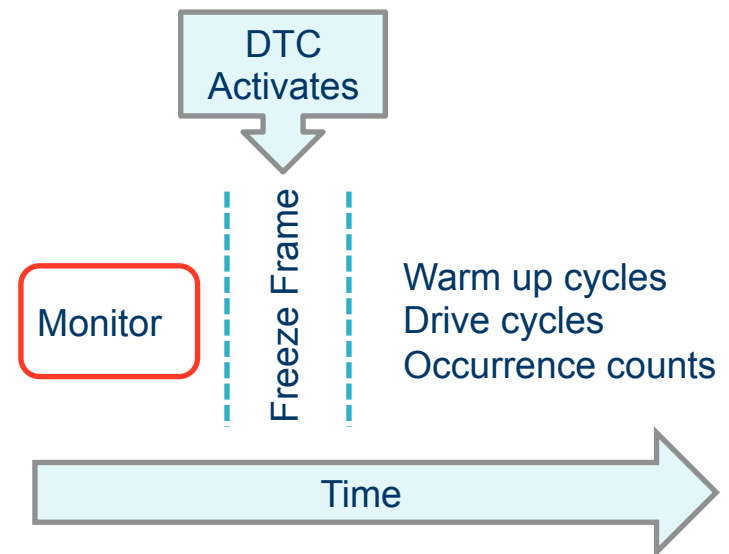 DTC
Activates
Monitor
Freeze Frame
Warm up cycles
Drive cycles
Occurrence counts
Time